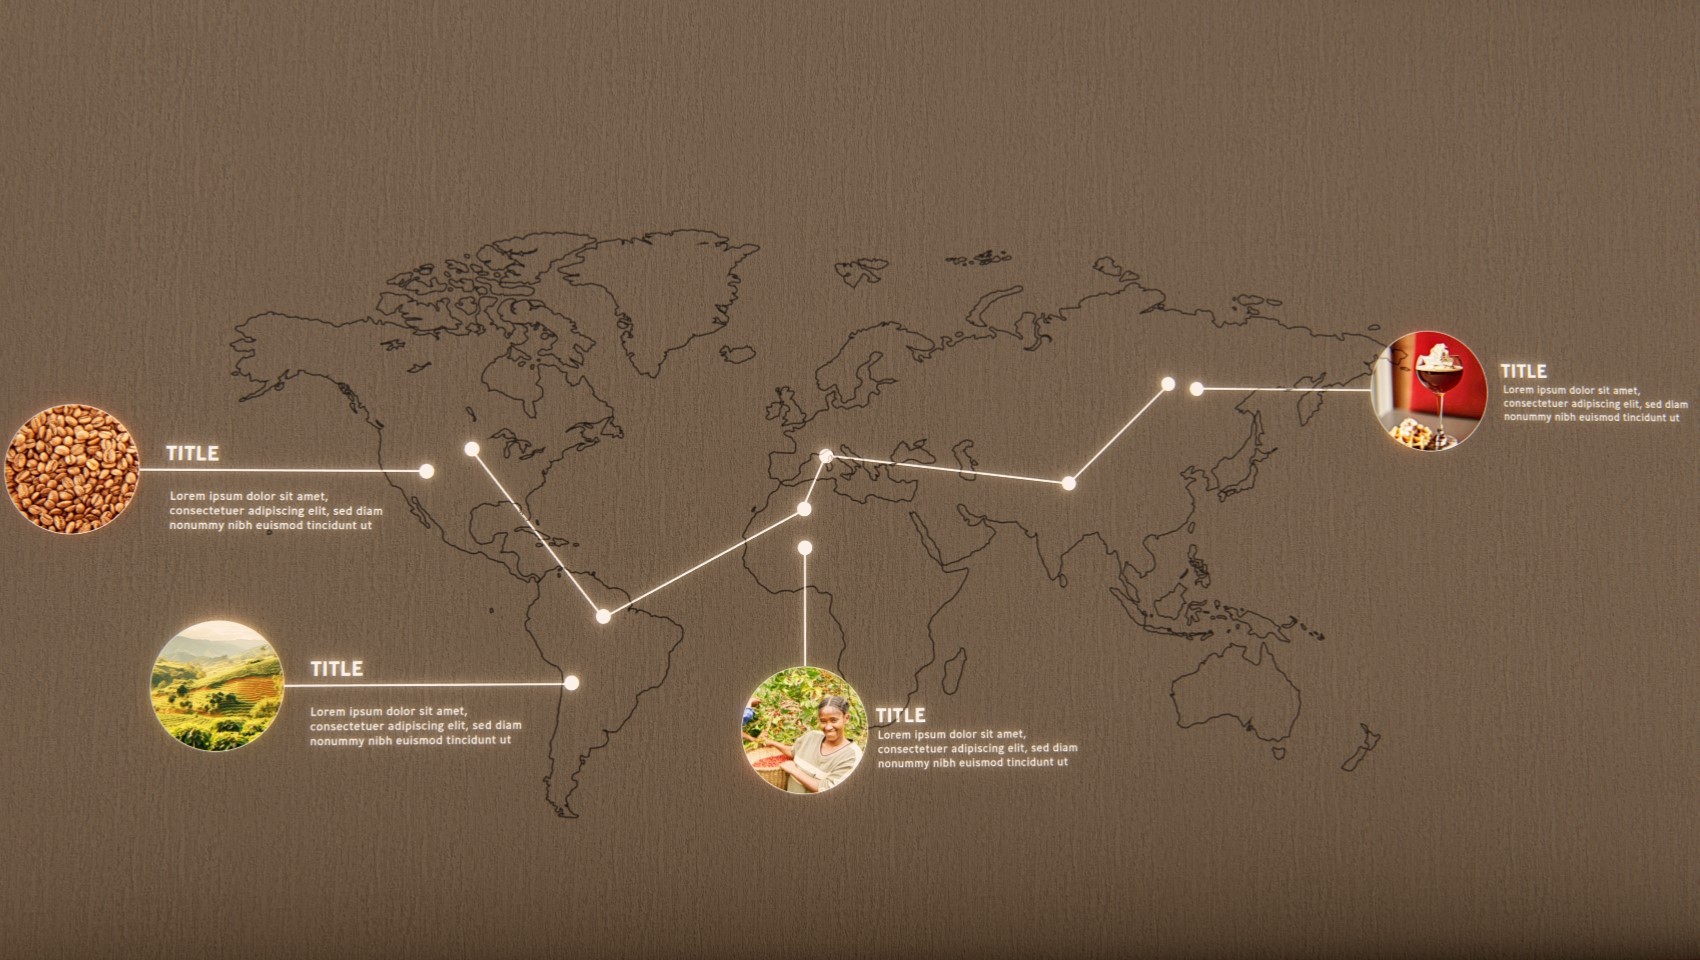 TITLE
Lorem ipsum dolor sit amet,
consectetuer adipiscing elit, sed diam
nonummy nibh euismod tincidunt ut
TITLE
Lorem ipsum dolor sit amet,
consectetuer adipiscing elit, sed diam
nonummy nibh euismod tincidunt ut
TITLE
Lorem ipsum dolor sit amet,
consectetuer adipiscing elit, sed diam
nonummy nibh euismod tincidunt ut
TITLE
Lorem ipsum dolor sit amet,
consectetuer adipiscing elit, sed diam
nonummy nibh euismod tincidunt ut